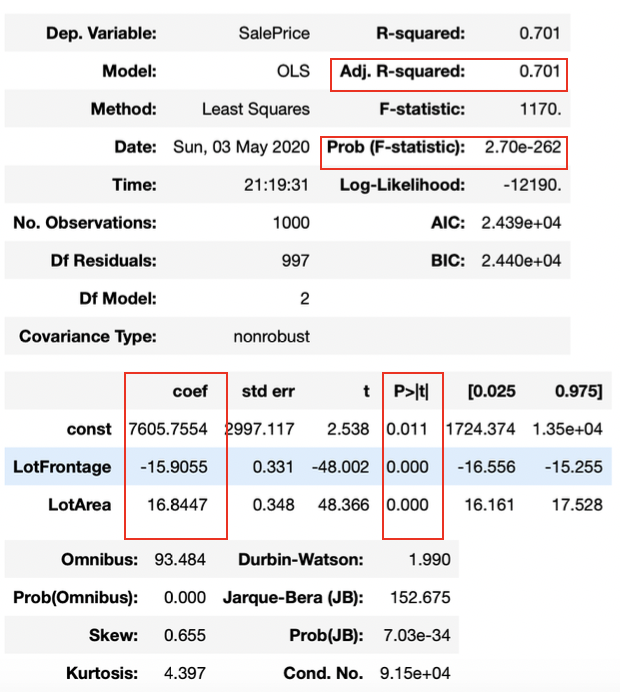 Dep. Variable: SalePrice R-squared: 0.701
Model: OLS Adj. R-squared: 0.701
Method: Least Squares F-statistic: 1170.
Date: Sun, 03 May 2020 Prob (F-statistic): 2.70e-262
Time: 21:19:31 Log-Likelihood: -12190.
No. Observations: 1000 AIC: 2.439e+04
Df Residuals: 997 BIC: 2.440e+04
Df Model: 2
Covariance Type: nonrobust
coef std err t P>|t| [0.025 0.975]
const 7605.7554 2997.117 2.538 0.011 1724.374 1.35e+04
LotFrontage -15.9055 0.331 -48.002 0.000 -16.556 -15.255
LotArea 16.8447 0.348 48.366 0.000 16.161 17.528
Omnibus: 93.484 Durbin-Watson: 1.990
Prob(Omnibus): 0.000 Jarque-Bera (JB): 152.675
Skew: 0.655 Prob(JB): 7.03e-34
Kurtosis: 4.397 Cond. No. 9.15e+04